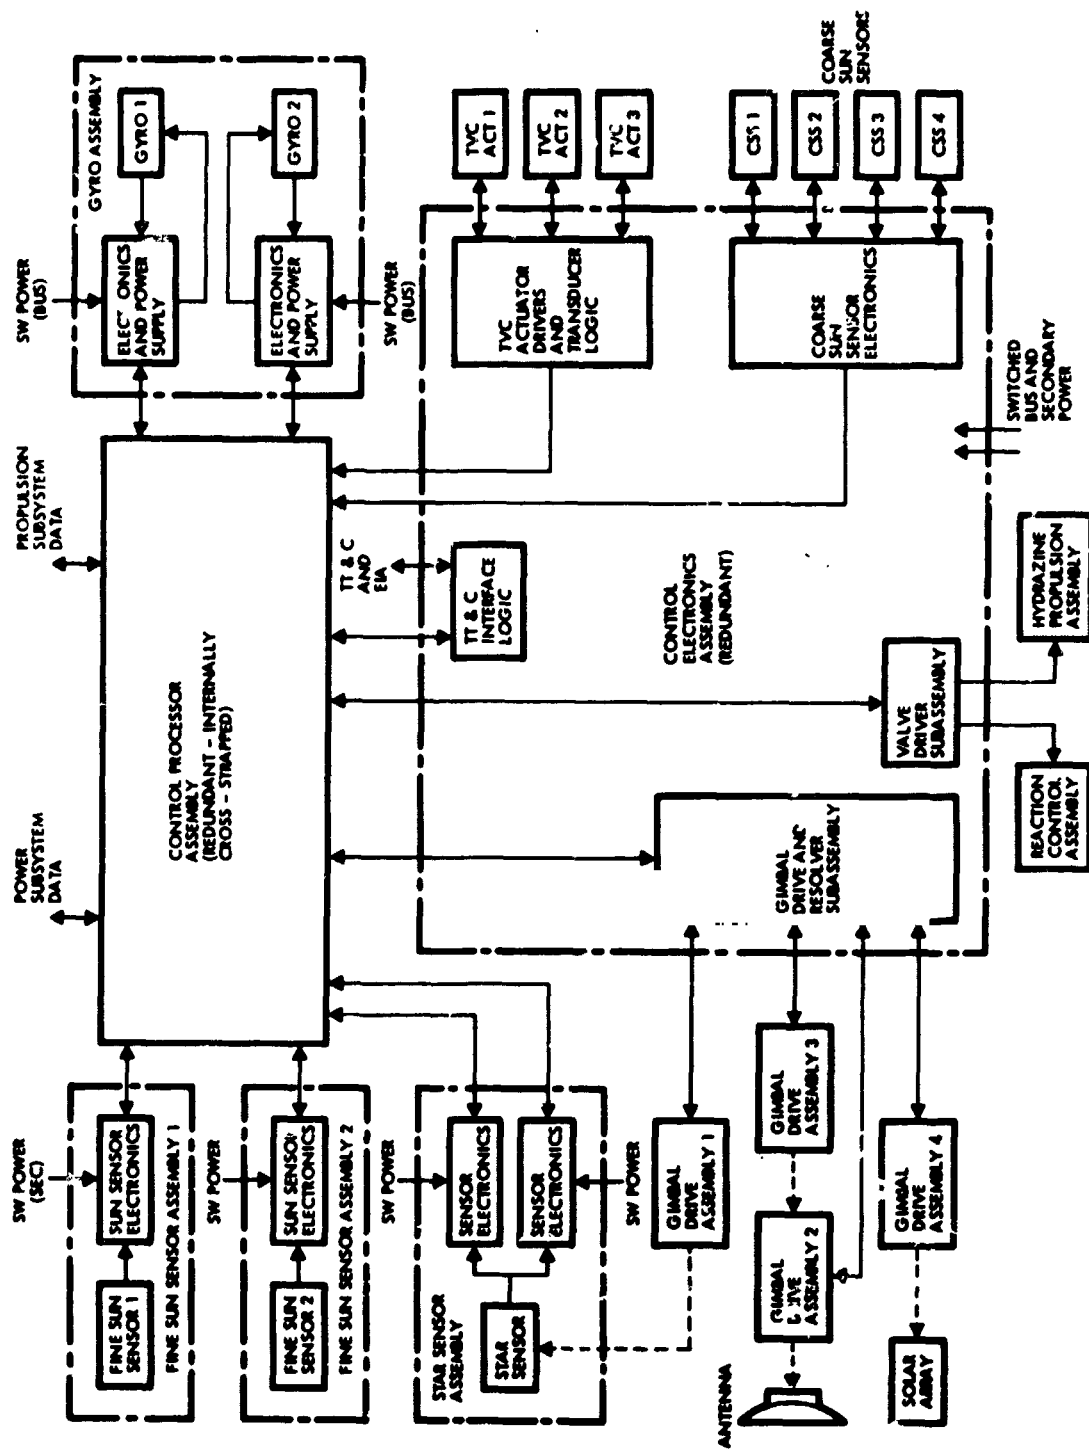 SW POWER
(SEC)
FINE SUN
SENSOR 1
SUN SENSOR
ELECTRONICS
FINE SUN SENSOR ASSEMBLY 1
SW POWER
FINE SUN
SENSOR 2
SUN SENSOR
ELECTRONICS
FINE SUN SENSOR ASSEMBLY 2
SW POWER
STAR SENSOR
ASSEMBLY
STAR
SENSOR
SENSOR
ELECTRONICS
SENSOR
ELECTRONICS
SW POWER
GIMBAL
DRIVE
ASSEMBLY 1
ANTENNA
GIMBAL
DRIVE
ASSEMBLY 2
GIMBAL
DRIVE
ASSEMBLY 3
SOLAR
ARRAY
GIMBAL
DRIVE
ASSEMBLY 4
POWER
SUBSYSTEM
DATA
PROPULSION
SUBSYSTEM
DATA
CONTROL PROCESSOR
ASSEMBLY
(REDUNDANT - INTERNALLY
CROSS - STRAPPED)
TT & C
AND
EIA
TT & C
INTERFACE
LOGIC
CONTROL
ELECTRONICS
ASSEMBLY
(REDUNDANT)
GIMBAL
DRIVE AND
RESOLVER
SUBASSEMBLY
VALVE
DRIVER
SUBASSEMBLY
REACTION
CONTROL
ASSEMBLY
HYDRAZINE
PROPULSION
ASSEMBLY
SW POWER
(BUS)
GYRO ASSEMBLY
ELECTRONICS
AND POWER
SUPPLY
GYRO 1
ELECTRONICS
AND POWER
SUPPLY
GYRO 2
SW POWER
(BUS)
TVC
ACTUATOR
DRIVERS
AND
TRANSDUCER
LOGIC
TVC
ACT 1
TVC
ACT 2
TVC
ACT 3
COARSE
SUN
SENSOR
ELECTRONICS
CSS 1
CSS 2
CSS 3
CSS 4
COARSE
SUN
SENSORS
SWITCHED
BUS AND
SECONDARY
POWER